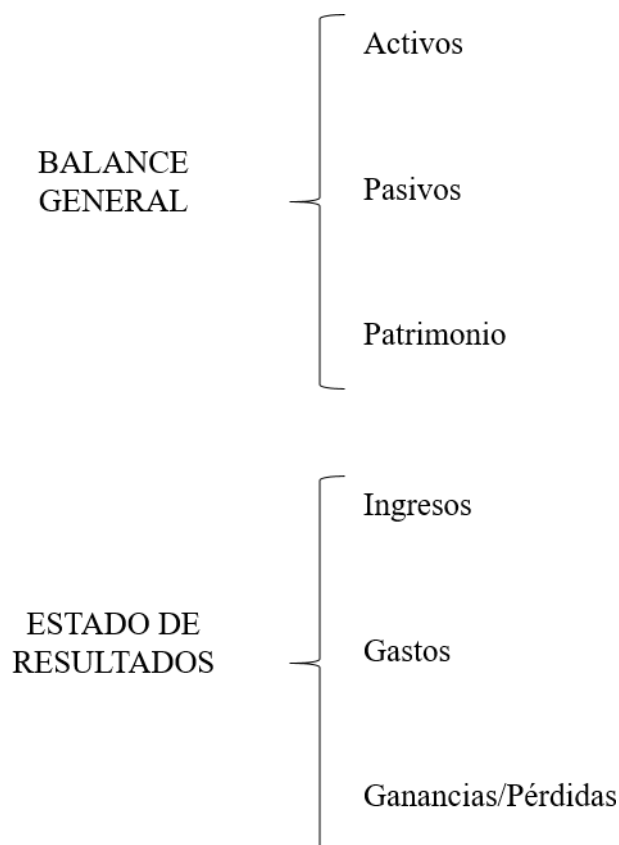 BALANCE
GENERAL
Activos
Pasivos
Patrimonio
ESTADO DE
RESULTADOS
Ingresos
Gastos
Ganancias/Pérdidas